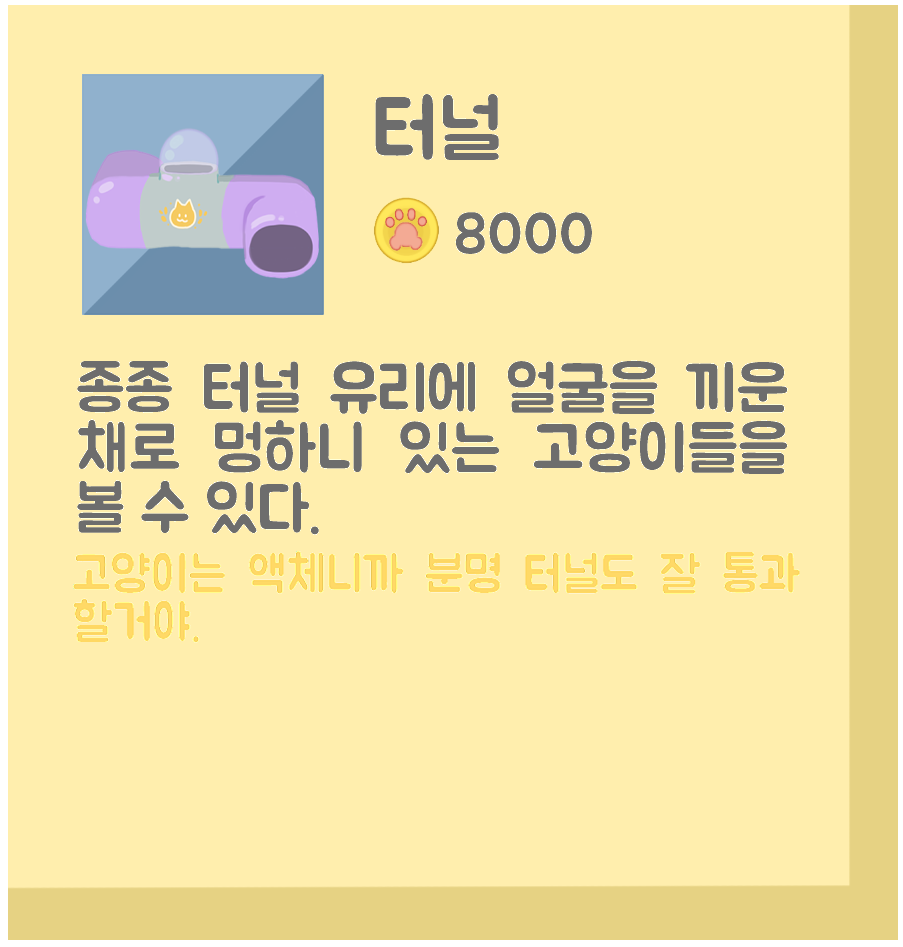 터널
8000
종종 터널 유리에 얼굴을 끼운
채로 멍하니 있는 고양이들을
볼 수 있다.
고양이는 액체니까 분명 터널도 잘 통과
할거야.